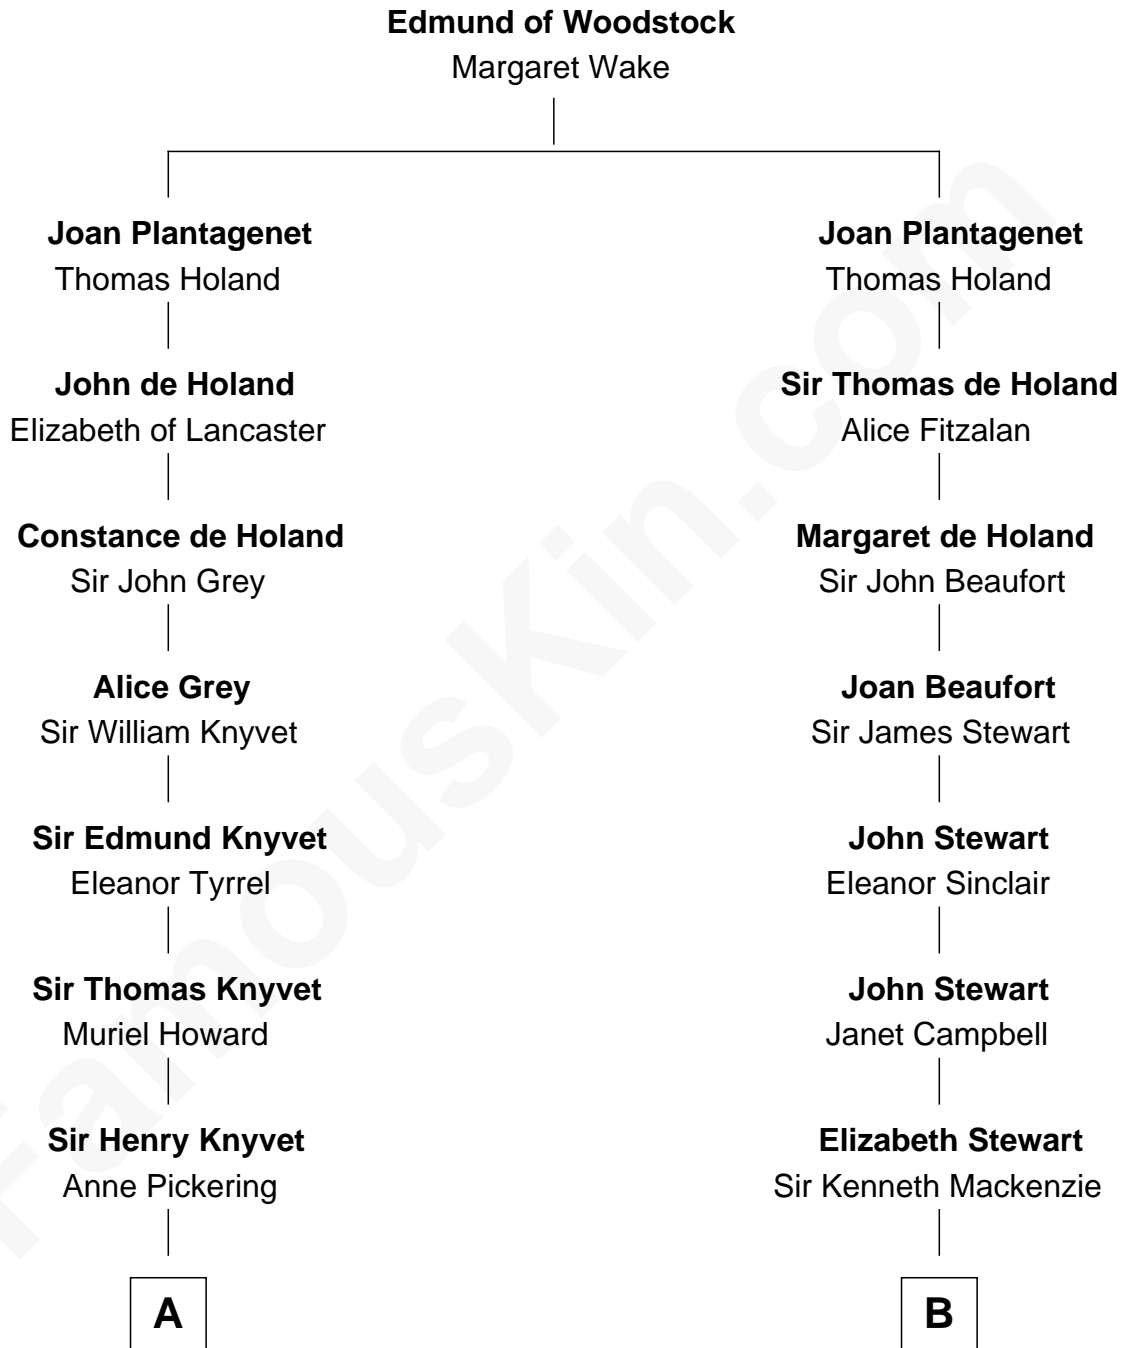 Edmund of Woodstock
Margaret Wake
Joan Plantagenet
Thomas Holand
Joan Plantagenet
Thomas Holand
John de Holand
Elizabeth of Lancaster
Sir Thomas de Holand
Alice Fitzalan
Constance de Holand
Sir John Grey
Margaret de Holand
Sir John Beaufort
Alice Grey
Sir William Knyvet
Joan Beaufort
Sir James Stewart
Sir Edmund Knyvet
Eleanor Tyrrel
John Stewart
Eleanor Sinclair
Sir Thomas Knyvet
Muriel Howard
John Stewart
Janet Campbell
Sir Henry Knyvet
Anne Pickering
Elizabeth Stewart
Sir Kenneth Mackenzie
A
B
FamousKin.com